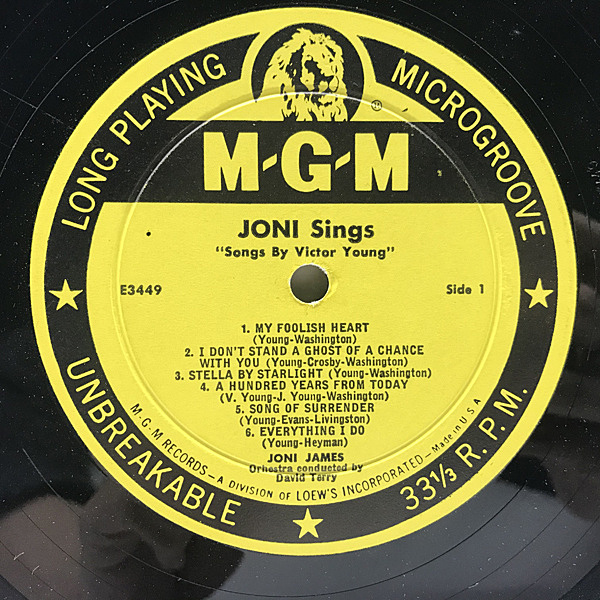 LONG PLAYING
MICROGROOVE
®
M-G-M
JONI Sings
"Songs By Victor Young"
E3449
Side 1
1. MY FOOLISH HEART
(Young-Washington)
2. I DON'T STAND A GHOST OF A CHANCE
WITH YOU (Young-Crosby-Washington)
3. STELLA BY STARLIGHT (Young-Washington)
4. A HUNDRED YEARS FROM TODAY
(V. Young-J. Young-Washington)
5. SONG OF SURRENDER
(Young-Evans-Livingston)
6. EVERYTHING I DO
(Young-Heyman)
JONI JAMES
Orhestra conducted by
David Terry
M.G.M RECORDS—A DIVISION OF LOEW'S INCORPORATED—Made in U.S.A
UNBREAKABLE
33⅓ R.P.M.